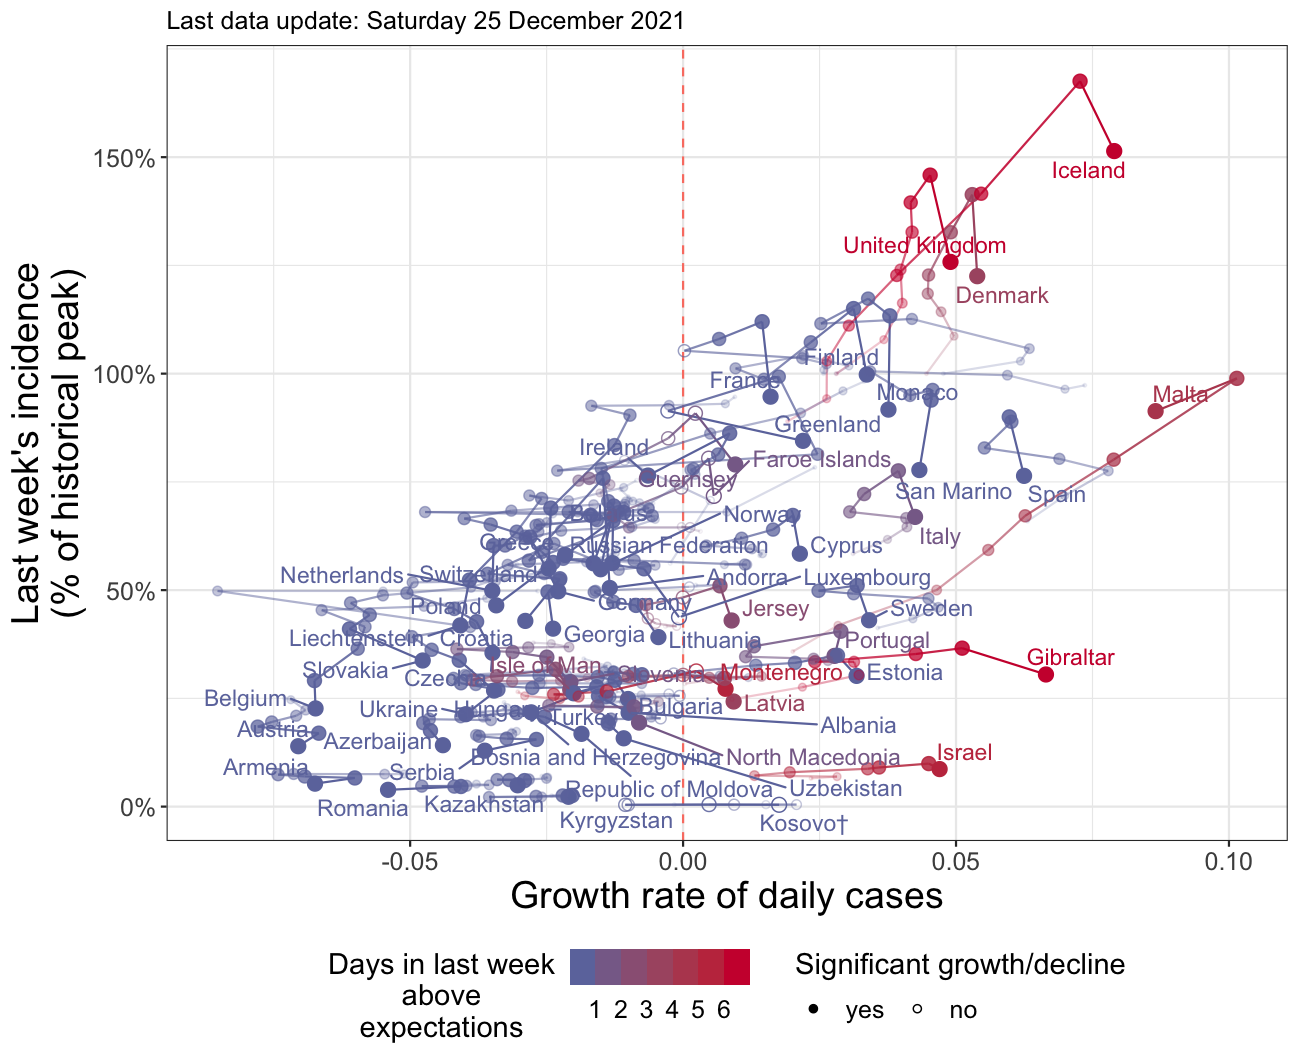 Last data update: Saturday 25 December 2021
Last week's incidence
(% of historical peak)
150%
100%
50%
0%
Iceland
United Kingdom
Denmark
Finland
France
Monaco
Malta
Greenland
Ireland
Faroe Islands
Guernsey
San Marino
Spain
Norway
Italy
Greece
Russian Federation
Cyprus
Netherlands
Switzerland
Andorra
Luxembourg
Poland
Germany
Jersey
Sweden
Liechtenstein
Croatia
Georgia
Lithuania
Portugal
Gibraltar
Slovakia
Isle of Man
Czechia
Slovenia
Montenegro
Estonia
Belgium
Ukraine
Hungary
Turkey
Bulgaria
Latvia
Albania
Austria
Azerbaijan
Bosnia and Herzegovina
North Macedonia
Israel
Armenia
Serbia
Republic of Moldova
Uzbekistan
Romania
Kazakhstan
Kyrgyzstan
Kosovo†
-0.05
0.00
0.05
0.10
Growth rate of daily cases
Days in last week
above
expectations
1 2 3 4 5 6
Significant growth/decline
yes
no